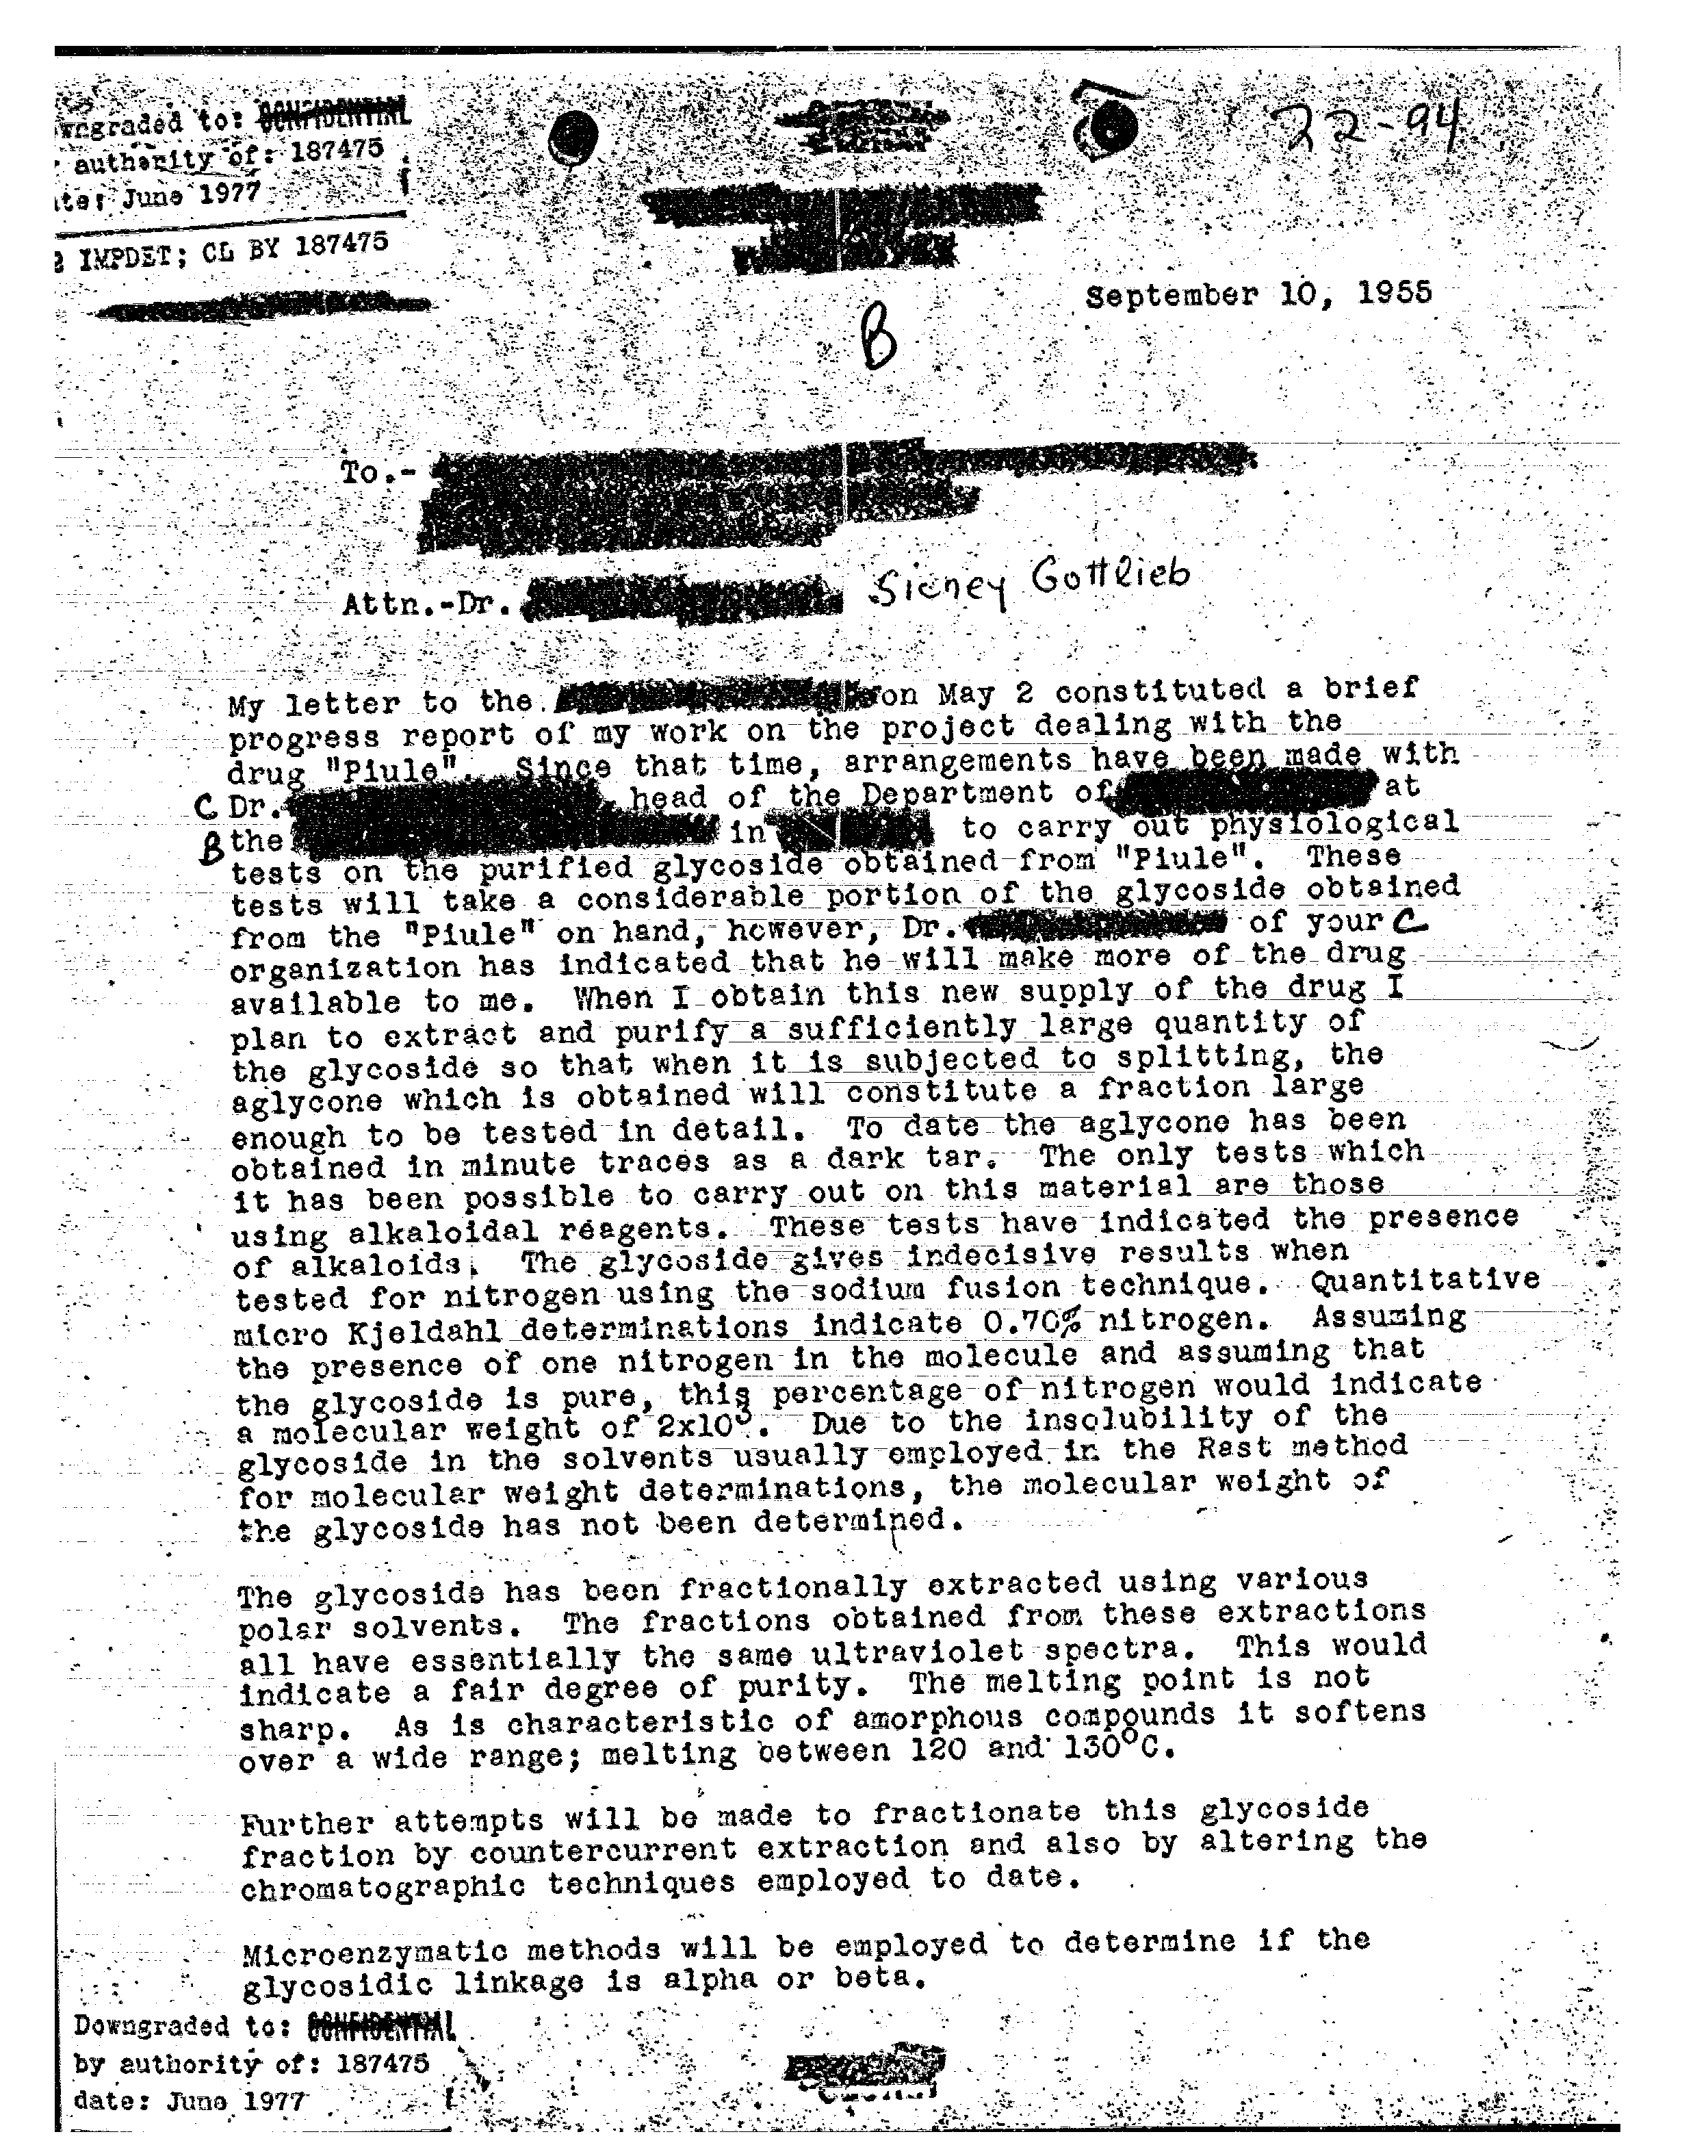 wngraded to: CONFIDENTIAL
authority of: 187475
te: June 1977
IMPDET; CL BY 187475
22-94
September 10, 1955
B
To.-
Attn.-Dr. Sidney Gottlieb
My letter to the on May 2 constituted a brief
progress report of my work on the project dealing with the
drug "Piule". Since that time, arrangements have been made with
C Dr. head of the Department of at
B the in to carry out physiological
tests on the purified glycoside obtained from "Piule". These
tests will take a considerable portion of the glycoside obtained
from the "Piule" on hand, however, Dr. of your C
organization has indicated that he will make more of the drug
available to me. When I obtain this new supply of the drug I
plan to extract and purify a sufficiently large quantity of
the glycoside so that when it is subjected to splitting, the
aglycone which is obtained will constitute a fraction large
enough to be tested in detail. To date the aglycone has been
obtained in minute traces as a dark tar. The only tests which
it has been possible to carry out on this material are those
using alkaloidal reagents. These tests have indicated the presence
of alkaloids. The glycoside gives indecisive results when
tested for nitrogen using the sodium fusion technique. Quantitative
micro Kjeldahl determinations indicate 0.70% nitrogen. Assuming
the presence of one nitrogen in the molecule and assuming that
the glycoside is pure, this percentage of nitrogen would indicate
a molecular weight of 2x10³. Due to the insolubility of the
glycoside in the solvents usually employed in the Rast method
for molecular weight determinations, the molecular weight of
the glycoside has not been determined.
The glycoside has been fractionally extracted using various
polar solvents. The fractions obtained from these extractions
all have essentially the same ultraviolet spectra. This would
indicate a fair degree of purity. The melting point is not
sharp. As is characteristic of amorphous compounds it softens
over a wide range; melting between 120 and 130°C.
Further attempts will be made to fractionate this glycoside
fraction by countercurrent extraction and also by altering the
chromatographic techniques employed to date.
Microenzymatic methods will be employed to determine if the
glycosidic linkage is alpha or beta.
Downgraded to: CONFIDENTIAL
by authority of: 187475
date: June 1977